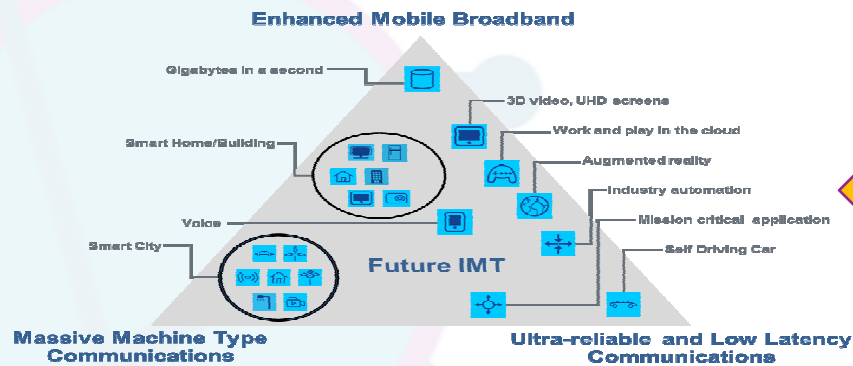 Enhanced Mobile Broadband
Gigabytes in a second
3D video, UHD screens
Work and play in the cloud
Smart Home/Building
Augmented reality
Industry automation
Mission critical application
Voice
Smart City
Self Driving Car
Future IMT
Massive Machine Type
Communications
Ultra-reliable and Low Latency
Communications